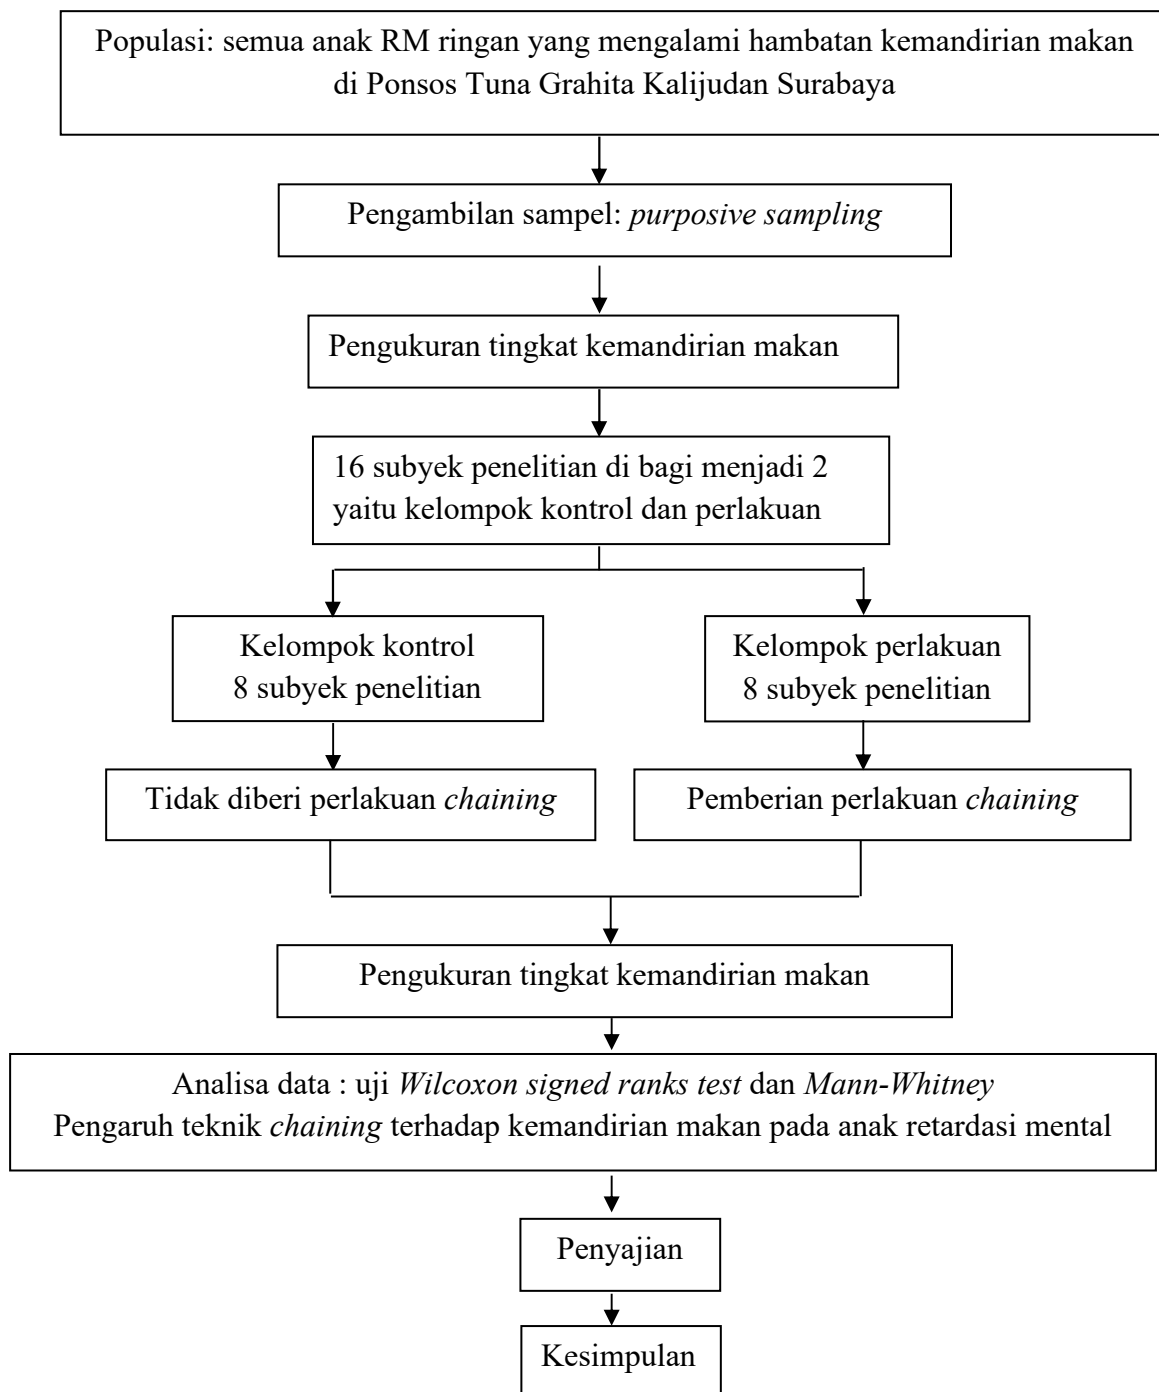 Populasi: semua anak RM ringan yang mengalami hambatan kemandirian makan
di Ponsos Tuna Grahita Kalijudan Surabaya
Pengambilan sampel: purposive sampling
Pengukuran tingkat kemandirian makan
16 subyek penelitian di bagi menjadi 2
yaitu kelompok kontrol dan perlakuan
Kelompok kontrol
8 subyek penelitian
Kelompok perlakuan
8 subyek penelitian
Tidak diberi perlakuan chaining
Pemberian perlakuan chaining
Pengukuran tingkat kemandirian makan
Analisa data : uji Wilcoxon signed ranks test dan Mann-Whitney
Pengaruh teknik chaining terhadap kemandirian makan pada anak retardasi mental
Penyajian
Kesimpulan